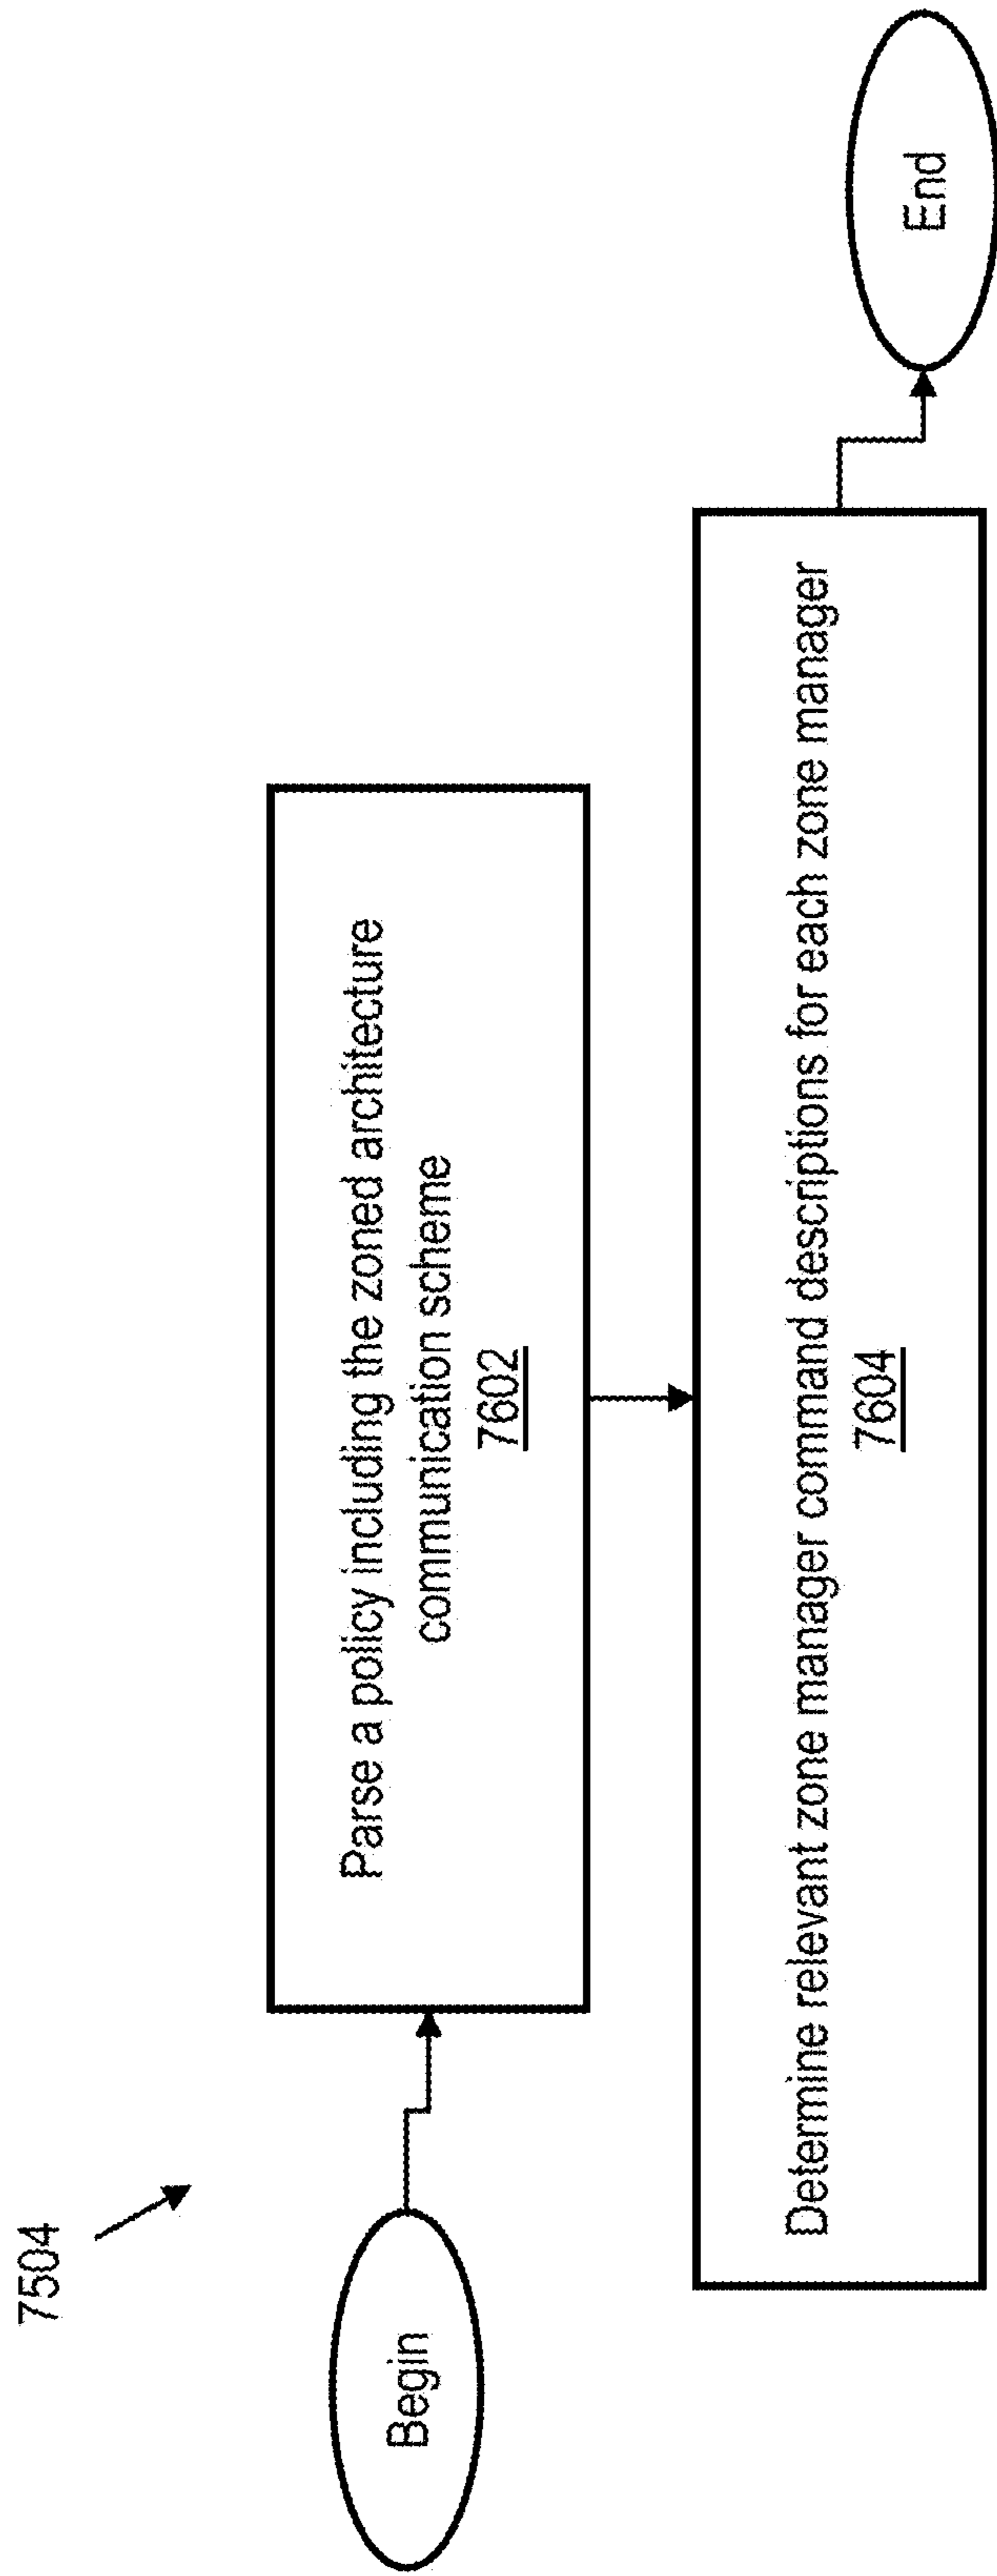 7504
Begin
Parse a policy including the zoned architecture
communication scheme
7602
Determine relevant zone manager command descriptions for each zone manager
7604
End